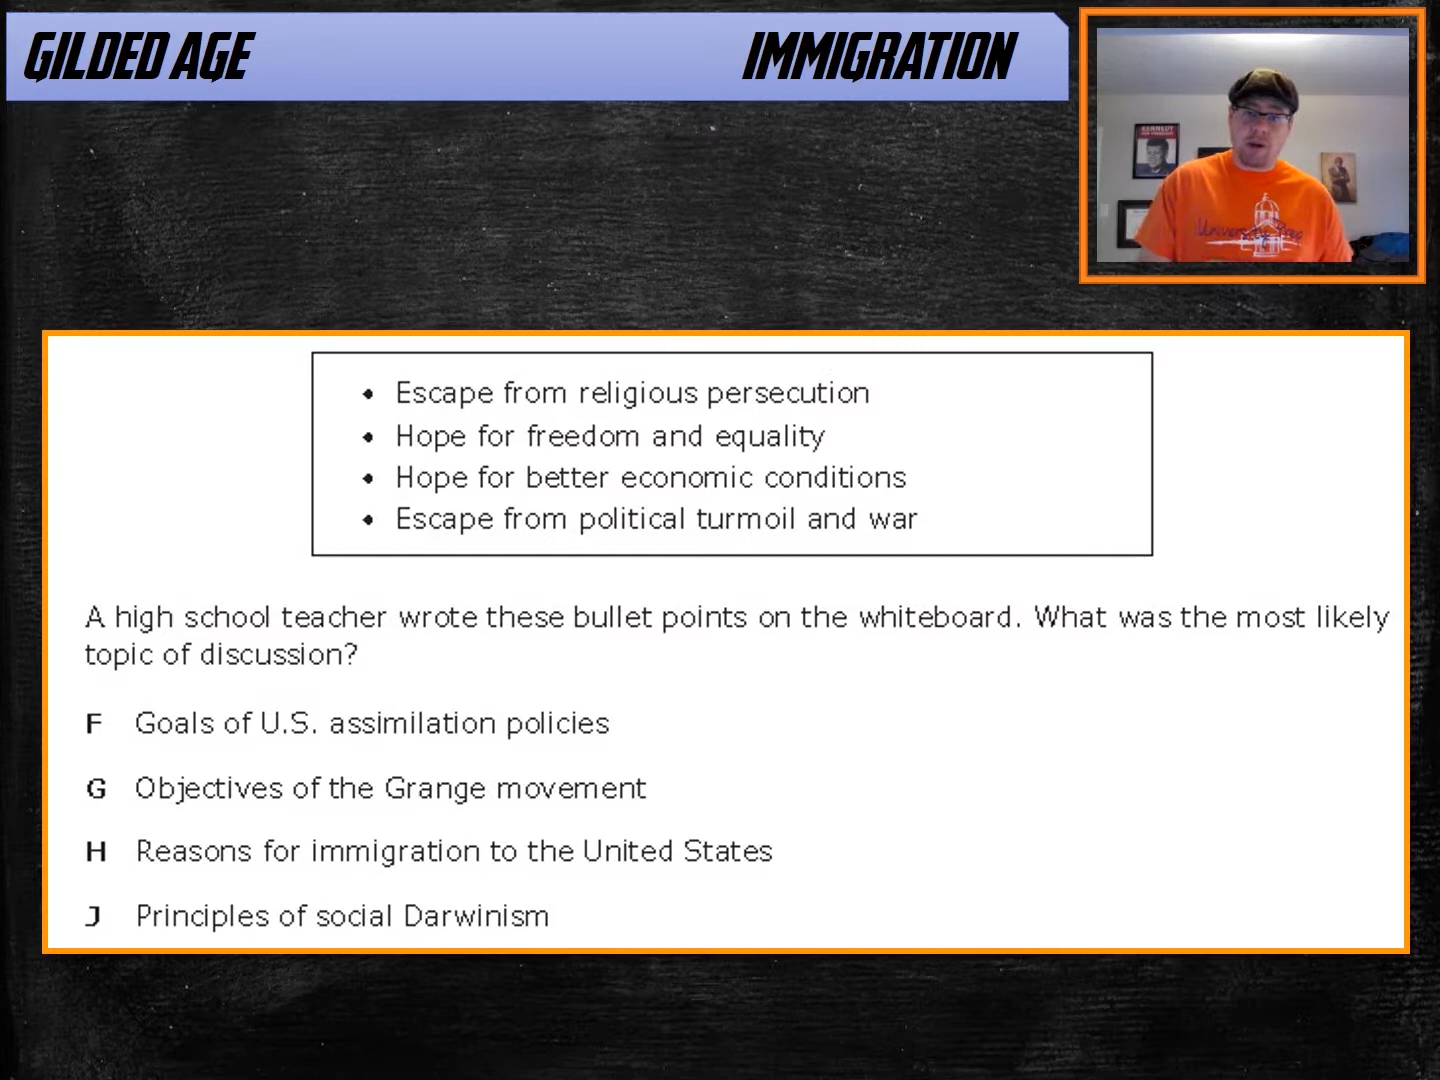 GILDED AGE
IMMIGRATION
KENNEDY
University Prep
• Escape from religious persecution
• Hope for freedom and equality
• Hope for better economic conditions
• Escape from political turmoil and war
A high school teacher wrote these bullet points on the whiteboard. What was the most likely
topic of discussion?
F Goals of U.S. assimilation policies
G Objectives of the Grange movement
H Reasons for immigration to the United States
J Principles of social Darwinism